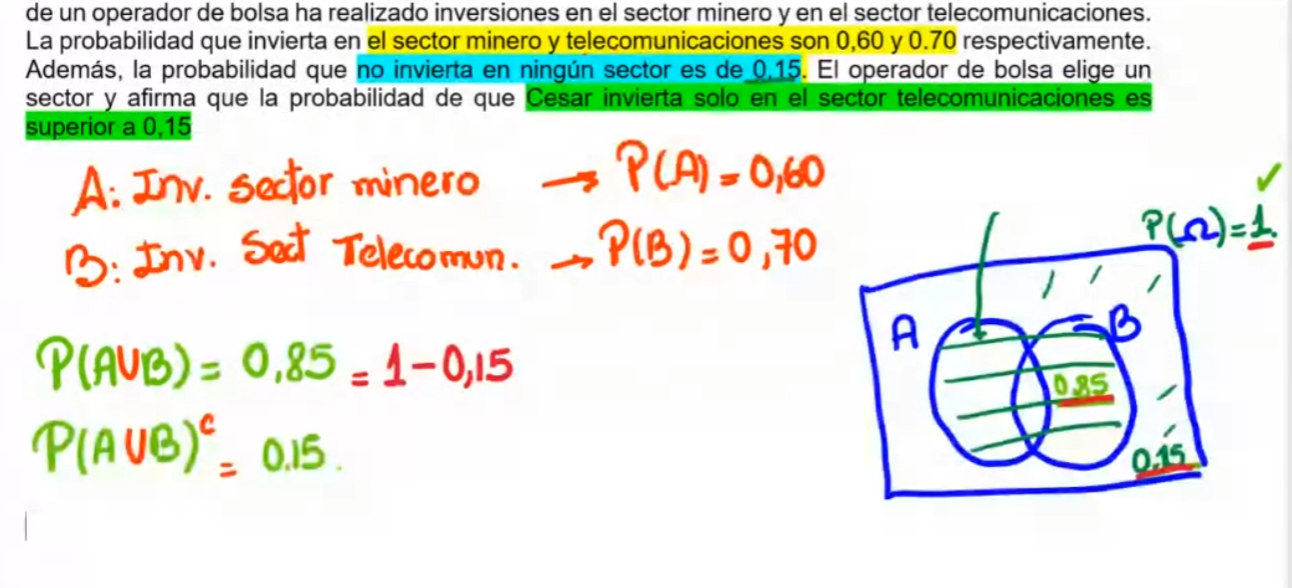 de un operador de bolsa ha realizado inversiones en el sector minero y en el sector telecomunicaciones.
La probabilidad que invierta en el sector minero y telecomunicaciones son 0,60 y 0.70 respectivamente.
Además, la probabilidad que no invierta en ningún sector es de 0,15. El operador de bolsa elige un
sector y afirma que la probabilidad de que Cesar invierta solo en el sector telecomunicaciones es
superior a 0,15
A: Inv. sector minero → P(A) = 0,60
B: Inv. Sect Telecomun. → P(B) = 0,70
P(Ω)=1.
A B
P(AUB) = 0,85 = 1-0,15
0.85
P(AUB)ᶜ = 0.15.
0.15